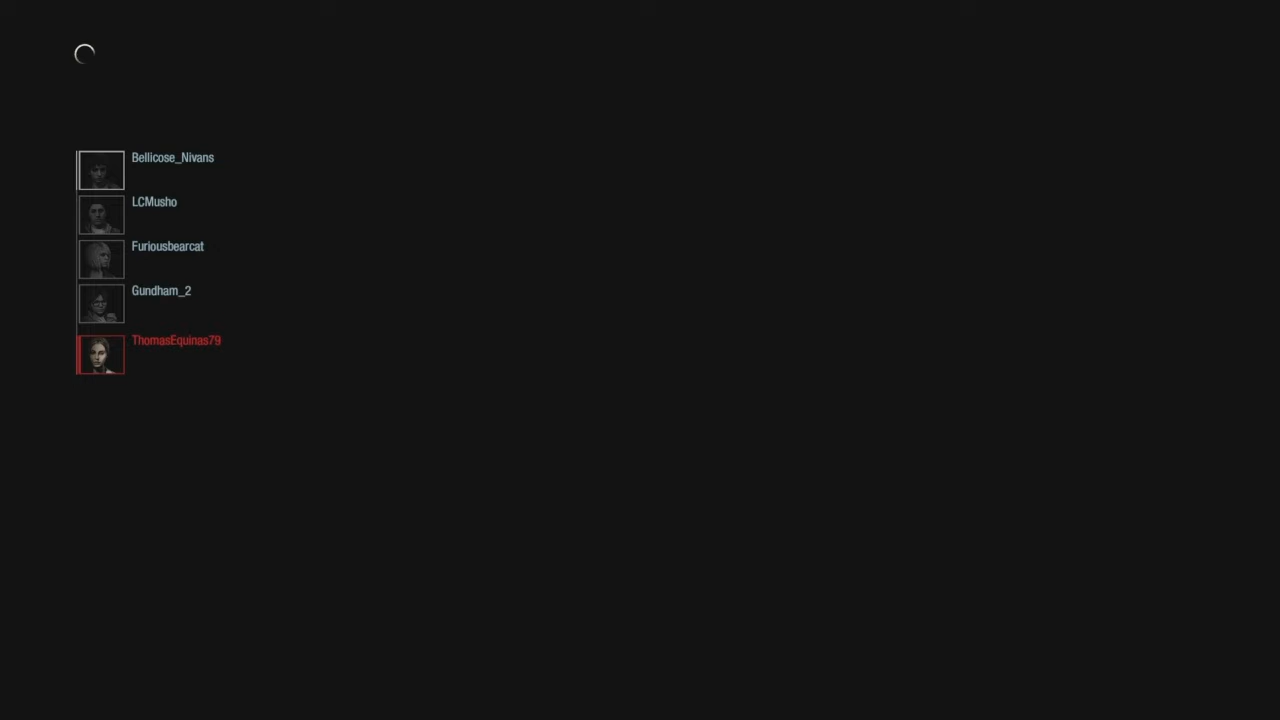 Bellicose_Nivans
LCMusho
Furiousbearcat
Gundham_2
ThomasEquinas79